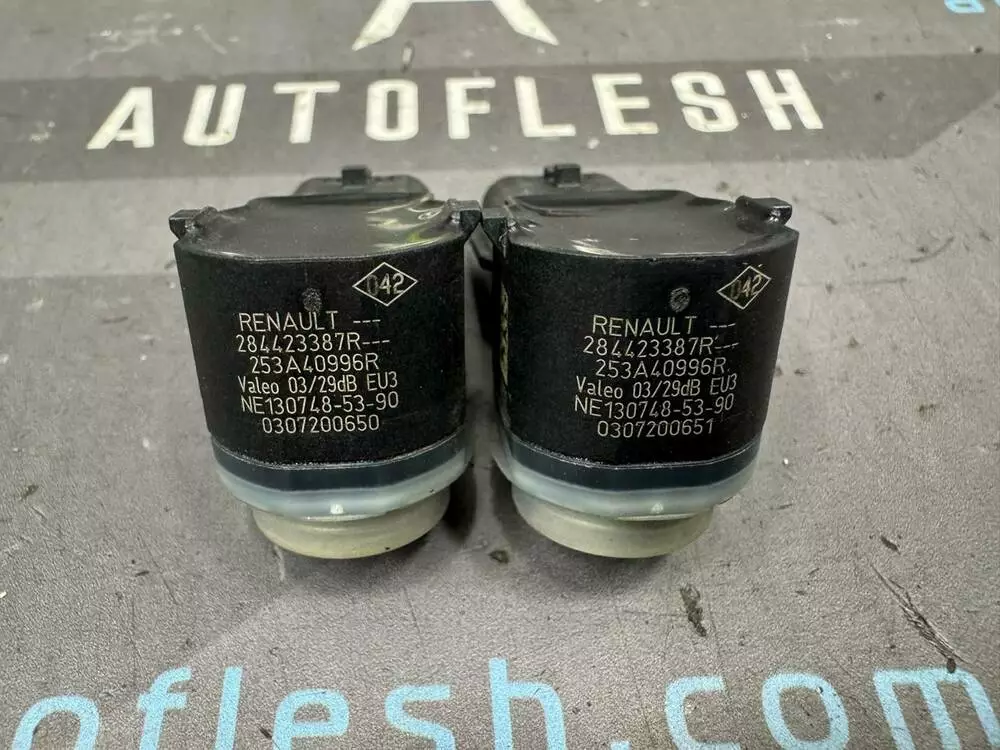 AUTOFLESH
042
RENAULT ---
284423387R---
253A40996R
Valeo 03/29dB EU3
NE130748-53-90
0307200650
042
RENAULT ---
284423387R---
253A40996R
Valeo 03/29dB EU3
NE130748-53-90
0307200651
oflesh.com